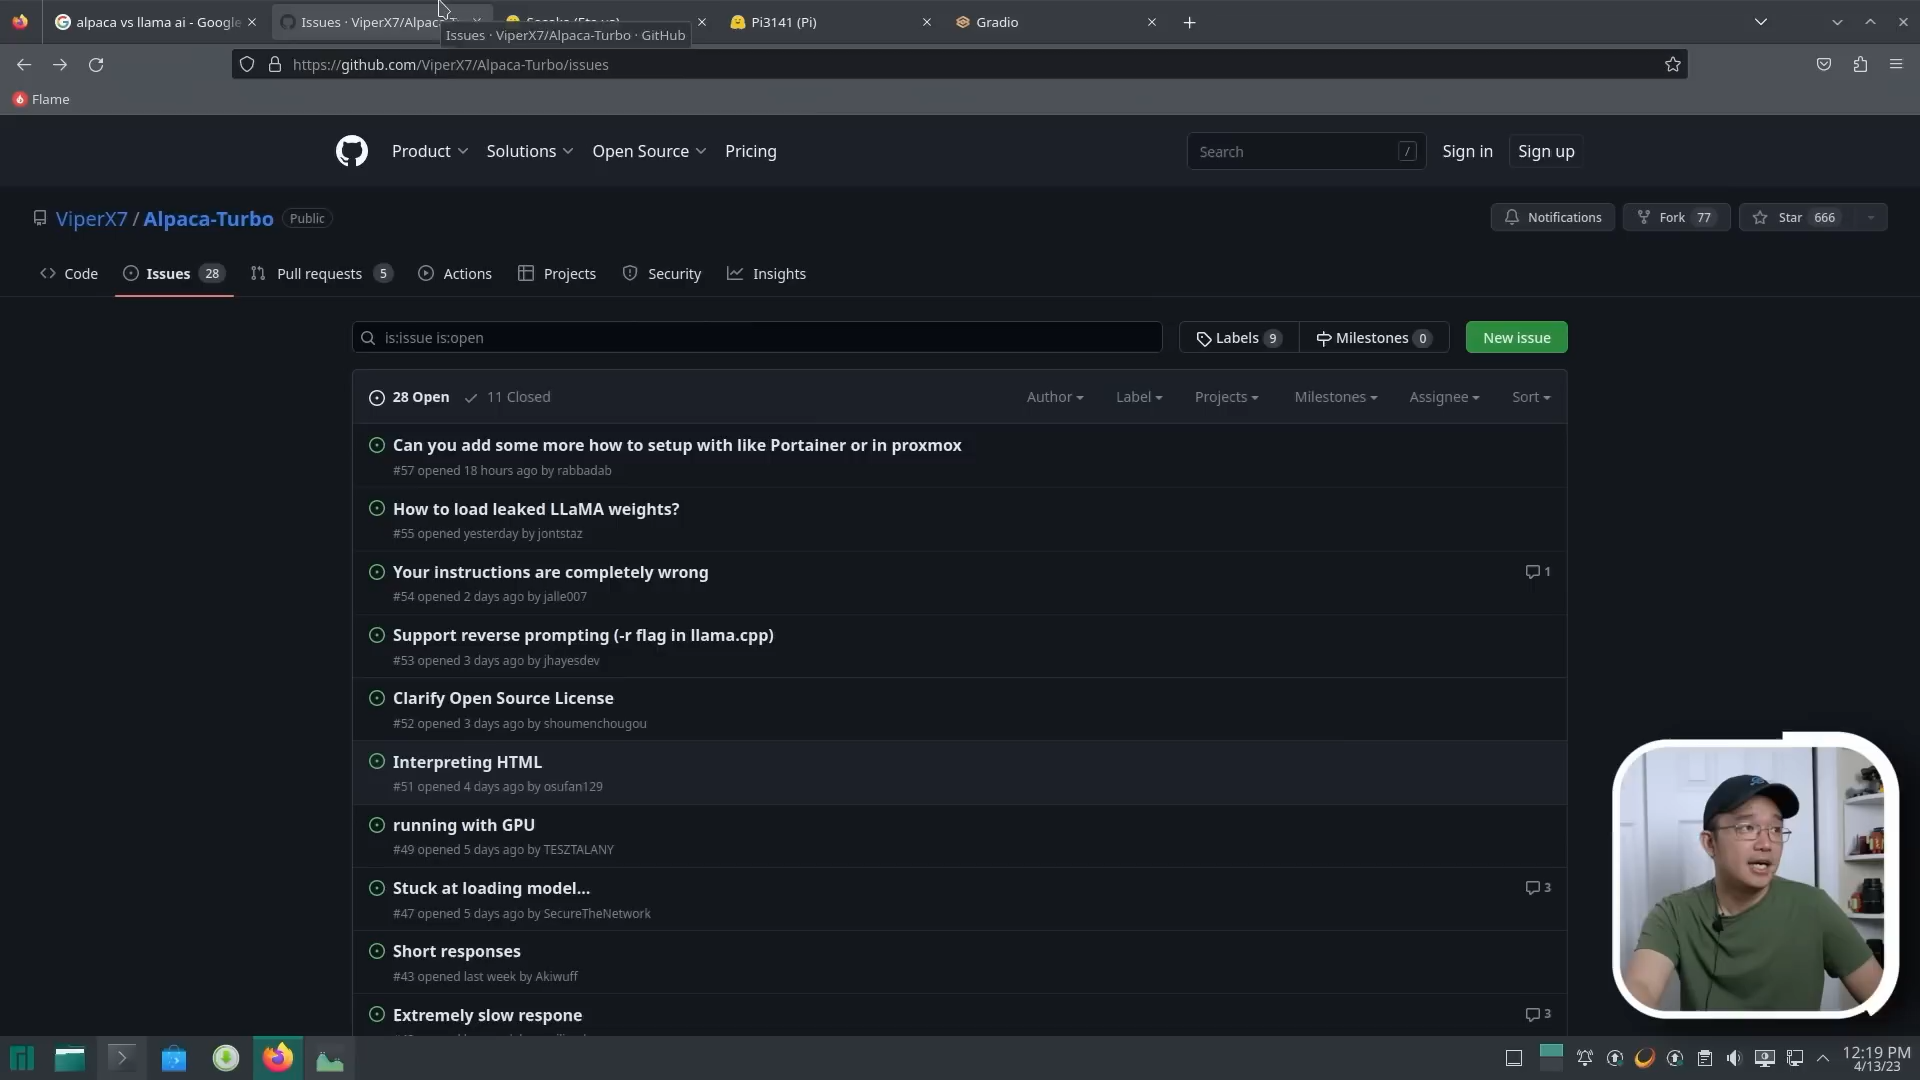 alpaca vs llama ai - Google
Issues · ViperX7/Alpaca-T
Pi3141 (Pi)
Gradio
Issues · ViperX7/Alpaca-Turbo · GitHub
https://github.com/ViperX7/Alpaca-Turbo/issues
Flame
Product
Solutions
Open Source
Pricing
Search
/
Sign in
Sign up
ViperX7 / Alpaca-Turbo
Public
Notifications
Fork 77
Star 666
Code
Issues 28
Pull requests 5
Actions
Projects
Security
Insights
is:issue is:open
Labels 9
Milestones 0
New issue
28 Open
11 Closed
Author
Label
Projects
Milestones
Assignee
Sort
Can you add some more how to setup with like Portainer or in proxmox
#57 opened 18 hours ago by rabbadab
How to load leaked LLaMA weights?
#55 opened yesterday by jontstaz
Your instructions are completely wrong
1
#54 opened 2 days ago by jalle007
Support reverse prompting (-r flag in llama.cpp)
#53 opened 3 days ago by jhayesdev
Clarify Open Source License
#52 opened 3 days ago by shoumenchougou
Interpreting HTML
#51 opened 4 days ago by osufan129
running with GPU
#49 opened 5 days ago by TESZTALANY
Stuck at loading model...
3
#47 opened 5 days ago by SecureTheNetwork
Short responses
#43 opened last week by Akiwuff
Extremely slow respone
3
12:19 PM
4/13/23